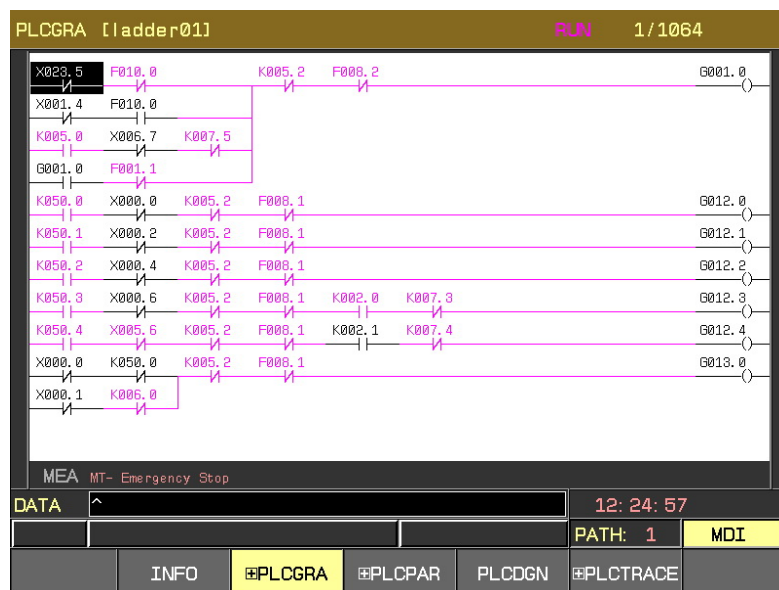 PLCGRA [ladder01] RUN 1/1064
X023.5 F010.0 K005.2 F008.2 G001.0
X001.4 F010.0
K005.0 X006.7 K007.5
G001.0 F001.1
K050.0 X000.0 K005.2 F008.1 G012.0
K050.1 X000.2 K005.2 F008.1 G012.1
K050.2 X000.4 K005.2 F008.1 G012.2
K050.3 X000.6 K005.2 F008.1 K002.0 K007.3 G012.3
K050.4 X005.6 K005.2 F008.1 K002.1 K007.4 G012.4
X000.0 K050.0 K005.2 F008.1 G013.0
X000.1 K006.0
MEA MT- Emergency Stop
DATA ^ 12:24:57
PATH: 1 MDI
INFO ⊞PLCGRA ⊞PLCPAR PLCDGN ⊞PLCTRACE